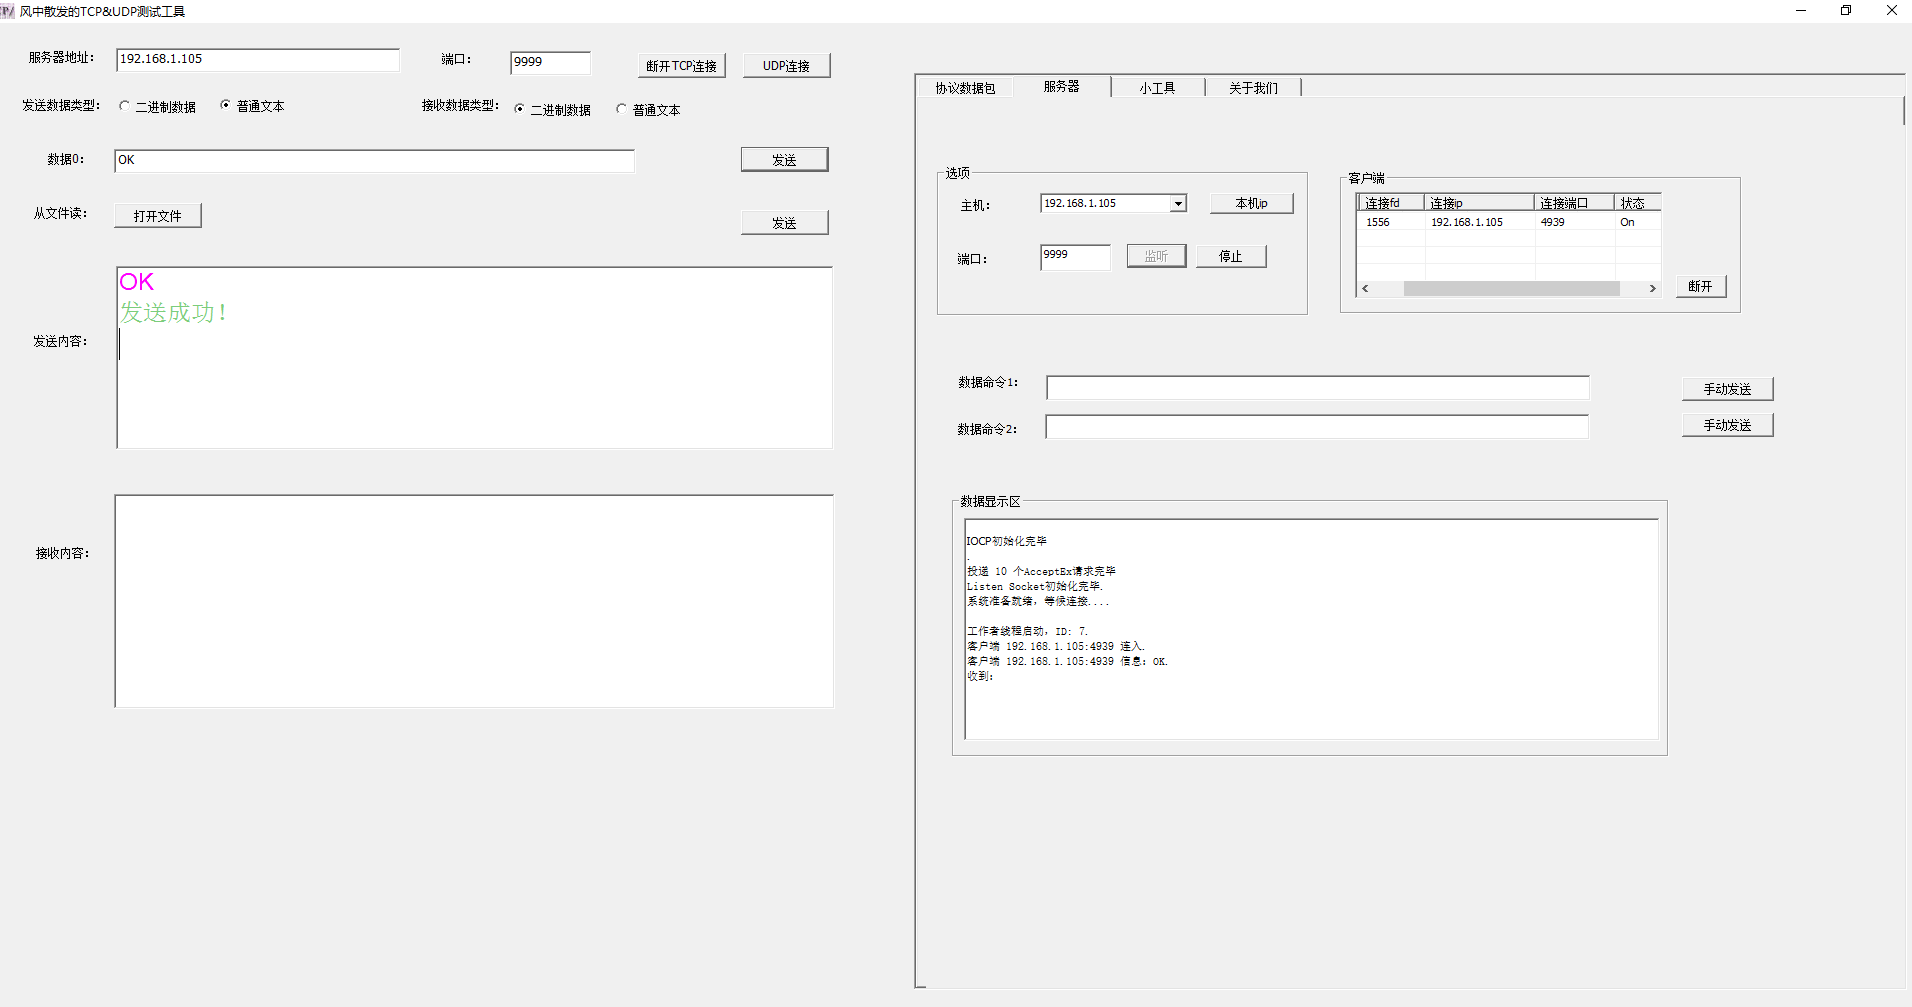 风中散发的TCP&UDP测试工具
服务器地址： 192.168.1.105 端口： 9999 断开TCP连接 UDP连接
发送数据类型： 二进制数据 普通文本 接收数据类型： 二进制数据 普通文本
数据0： OK 发送
从文件读： 打开文件 发送
发送内容：
OK
发送成功！
接收内容：
协议数据包 服务器 小工具 关于我们
选项
主机： 192.168.1.105 本机ip
端口： 9999 监听 停止
客户端
连接fd 连接ip 连接端口 状态
1556 192.168.1.105 4939 On
断开
数据命令1： 手动发送
数据命令2： 手动发送
数据显示区
IOCP初始化完毕
.
投递 10 个AcceptEx请求完毕
Listen Socket初始化完毕.
系统准备就绪，等候连接....
工作者线程启动，ID: 7.
客户端 192.168.1.105:4939 连入.
客户端 192.168.1.105:4939 信息：OK.
收到：